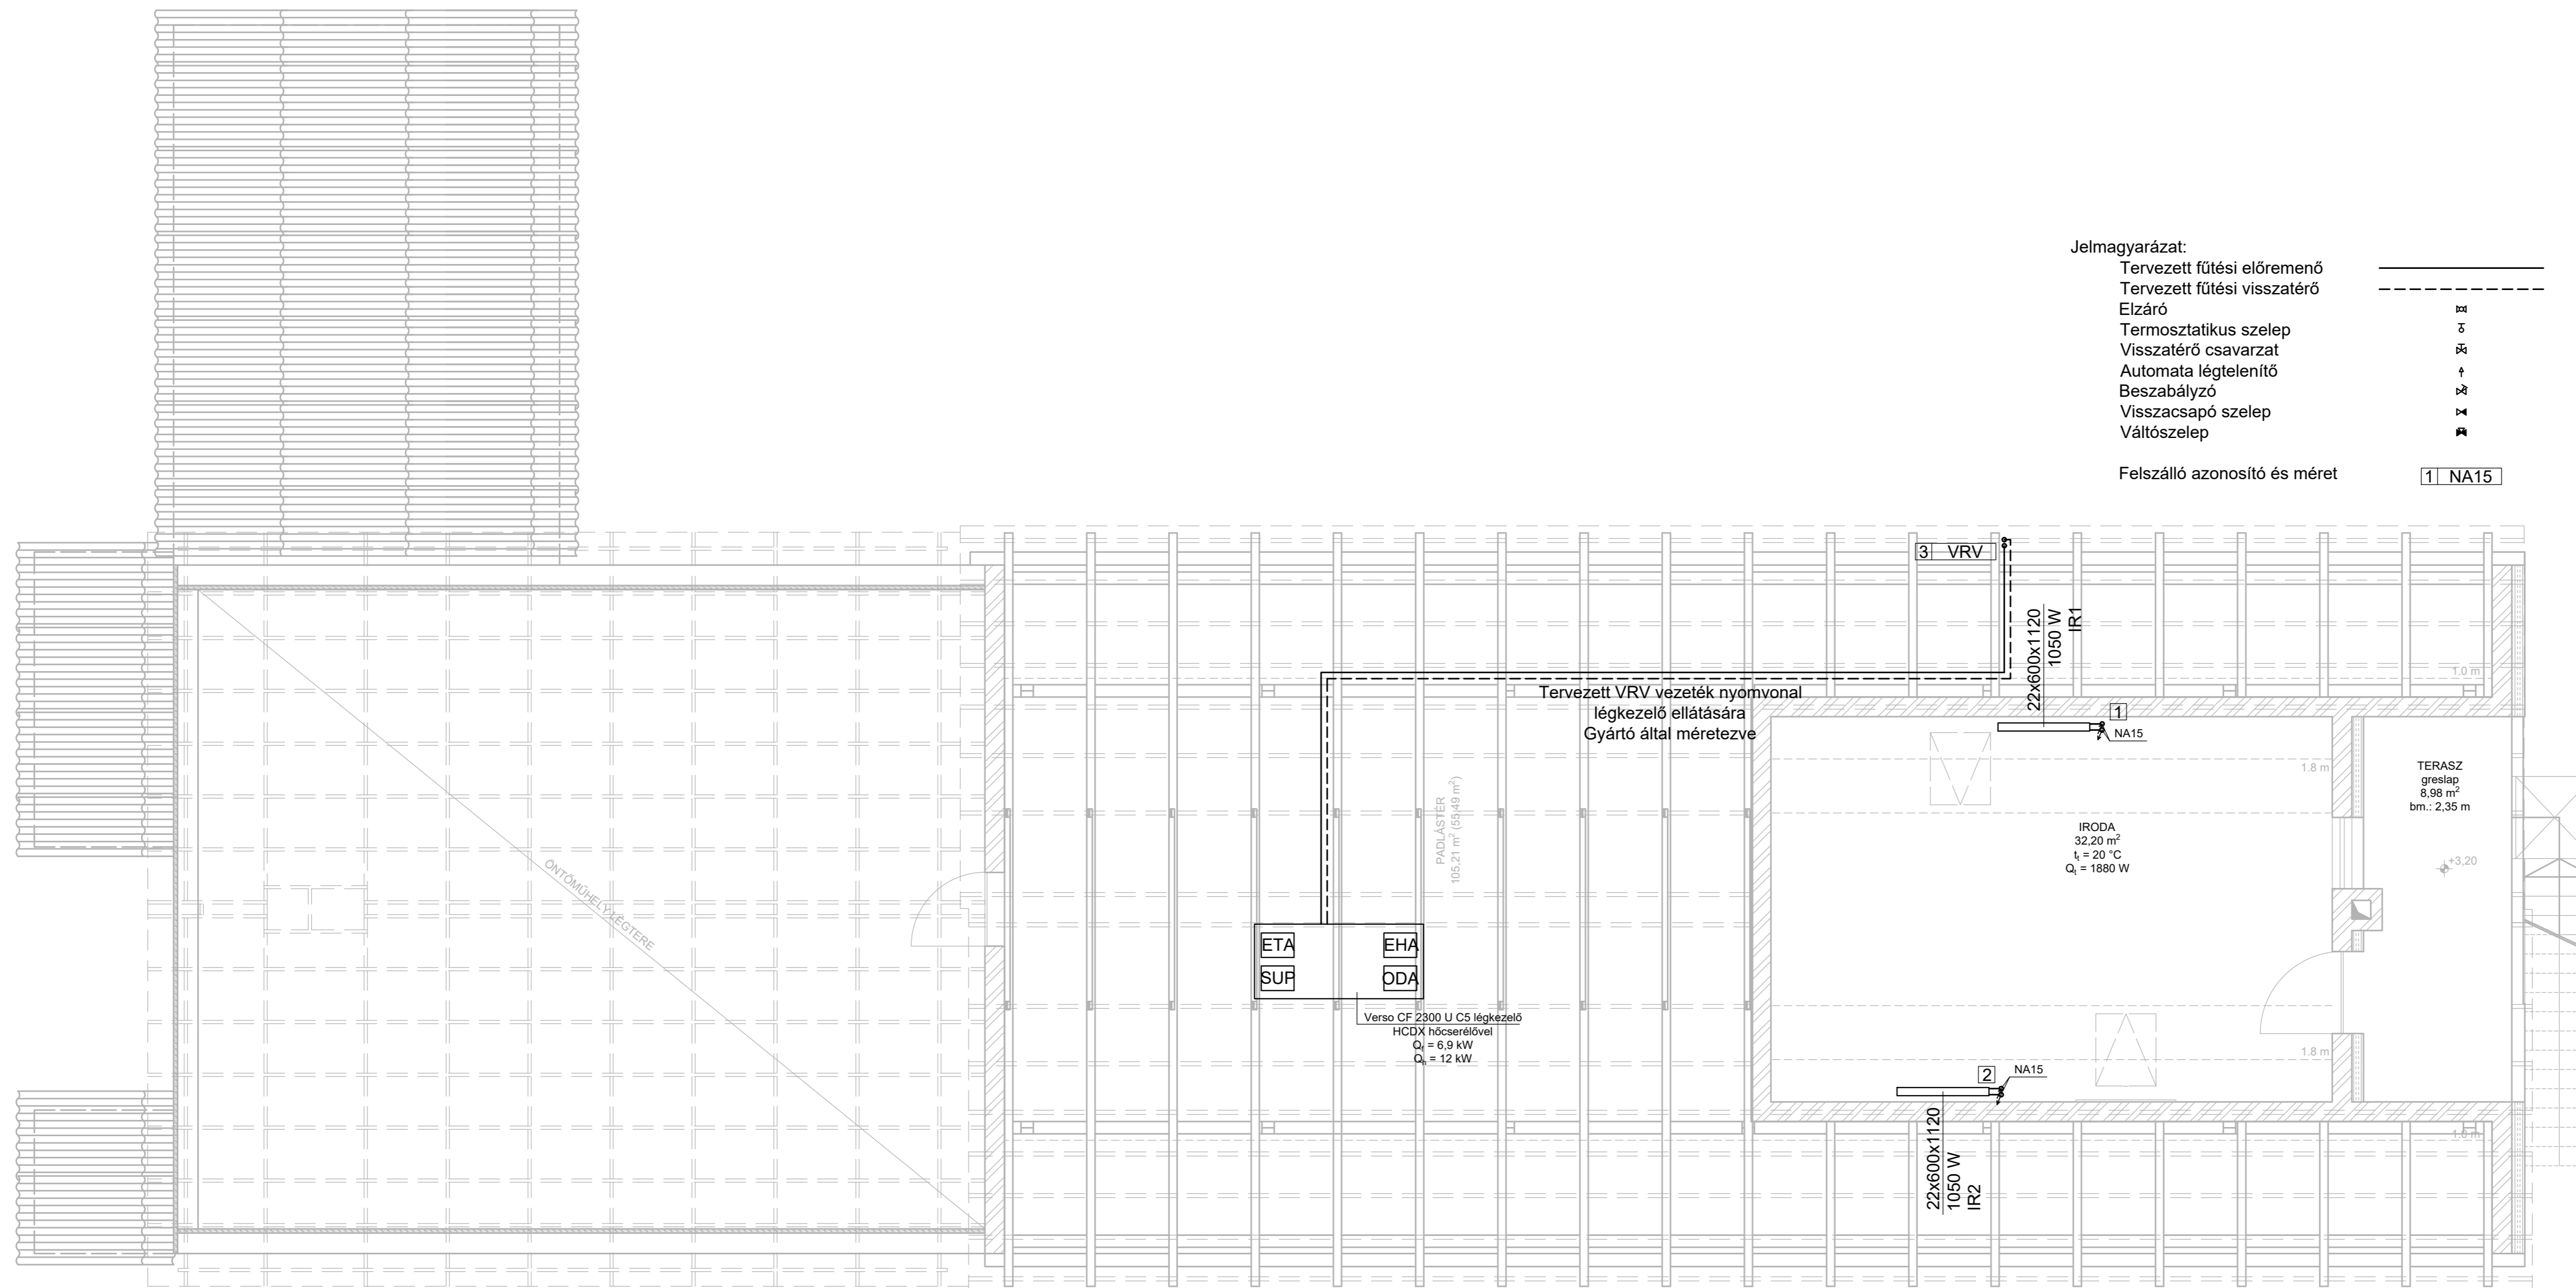 Jelmagyarázat:
Tervezett fűtési előremenő
Tervezett fűtési visszatérő
Elzáró
Termosztatikus szelep
Visszatérő csavarzat
Automata légtelenítő
Beszabályzó
Visszacsapó szelep
Váltószelep
Felszálló azonosító és méret
1 NA15
3 VRV
22x600x1120
1050 W
IR1
1.0 m
Tervezett VRV vezeték nyomvonal
légkezelő ellátására
Gyártó által méretezve
1
NA15
1.8 m
TERASZ
greslap
8,98 m²
bm.: 2,35 m
PADLÁSTÉR
105,21 m² (55,49 m²)
IRODA
32,20 m²
tₜ = 20 °C
Qₜ = 1880 W
+3,20
ÖNTŐMŰHELY LÉGTERE
ETA
EHA
SUP
ODA
Verso CF 2300 U C5 légkezelő
HCDX hőcserélővel
Qf = 6,9 kW
Qh = 12 kW
1.8 m
2
NA15
22x600x1120
1050 W
IR2
1.0 m